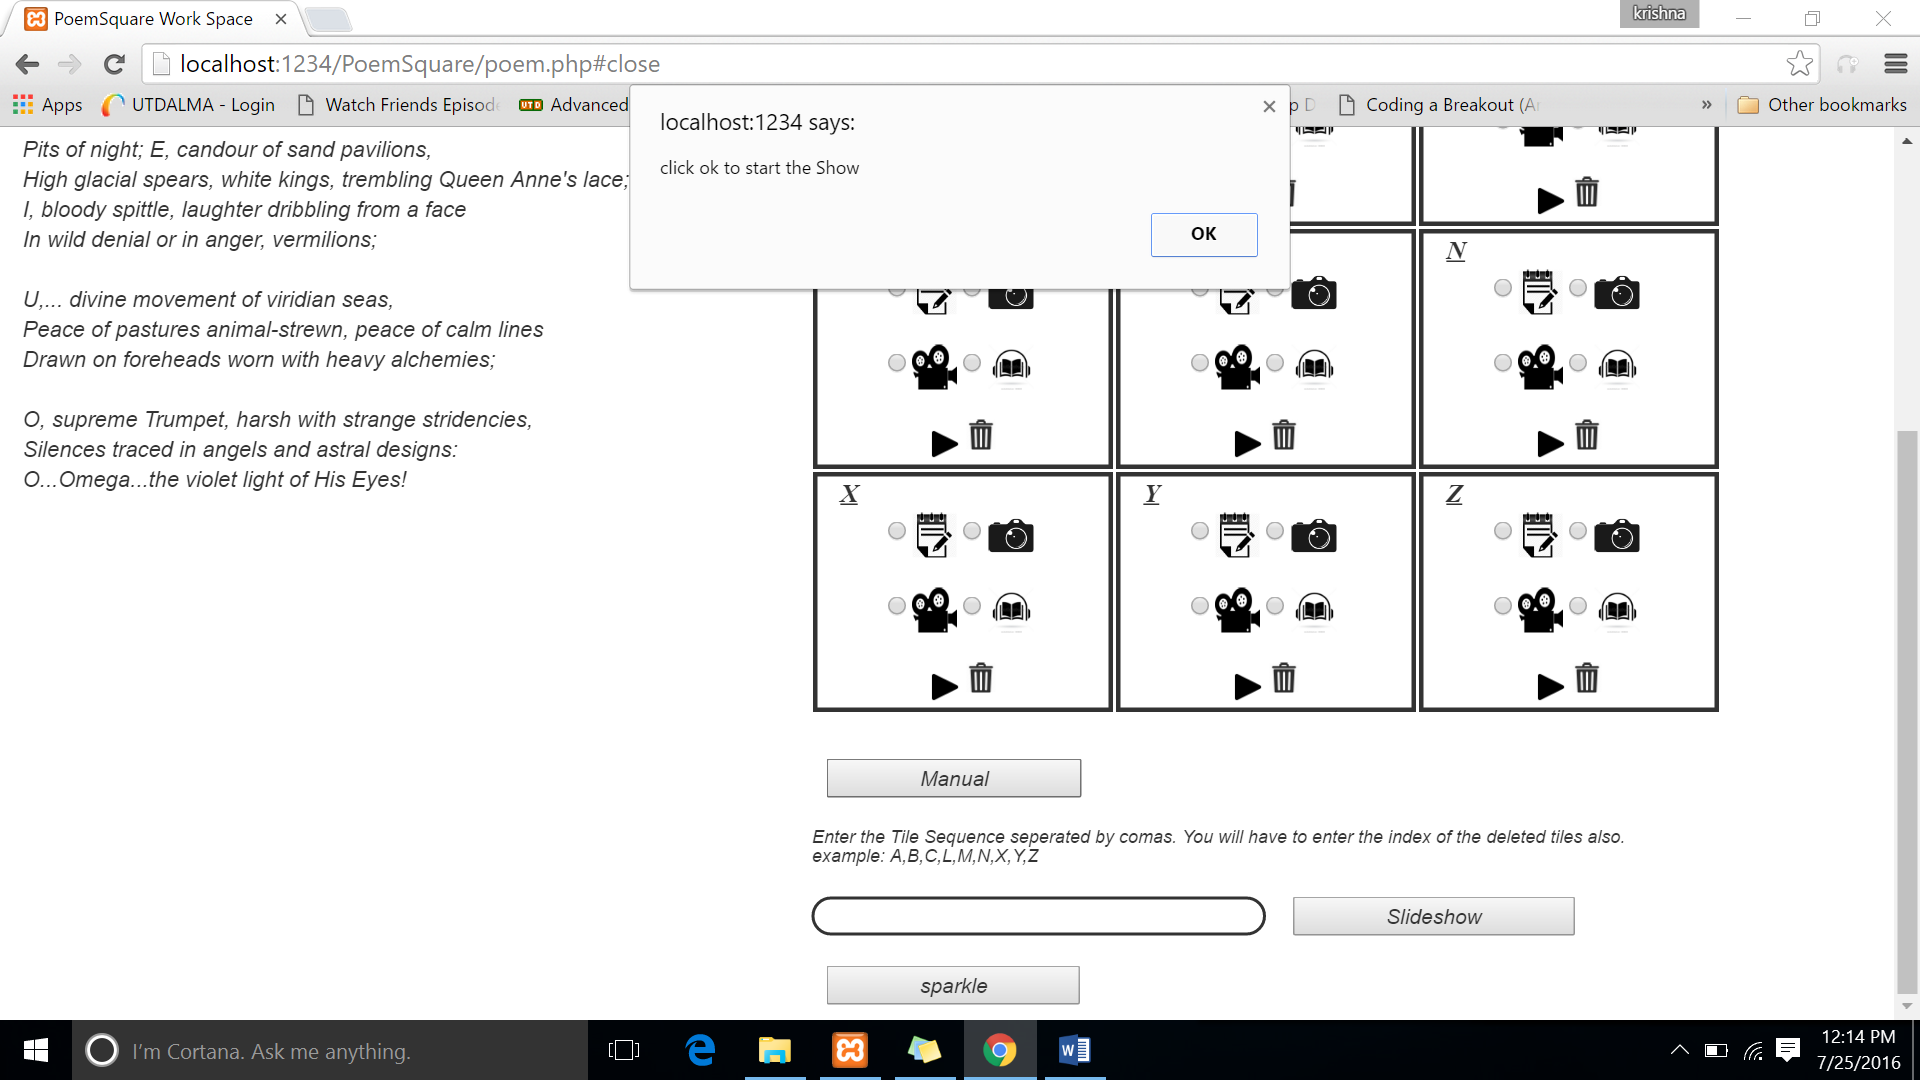 PoemSquare Work Space
krishna
localhost:1234/PoemSquare/poem.php#close
Apps
UTDALMA - Login
Watch Friends Episod
Advanced
p D
Coding a Breakout (A
»
Other bookmarks
localhost:1234 says:
click ok to start the Show
OK
Pits of night; E, candour of sand pavilions,
High glacial spears, white kings, trembling Queen Anne's lace;
I, bloody spittle, laughter dribbling from a face
In wild denial or in anger, vermilions;
U,... divine movement of viridian seas,
Peace of pastures animal-strewn, peace of calm lines
Drawn on foreheads worn with heavy alchemies;
O, supreme Trumpet, harsh with strange stridencies,
Silences traced in angels and astral designs:
O...Omega...the violet light of His Eyes!
N
X
Y
Z
Manual
Enter the Tile Sequence seperated by comas. You will have to enter the index of the deleted tiles also.
example: A,B,C,L,M,N,X,Y,Z
Slideshow
sparkle
I'm Cortana. Ask me anything.
12:14 PM
7/25/2016